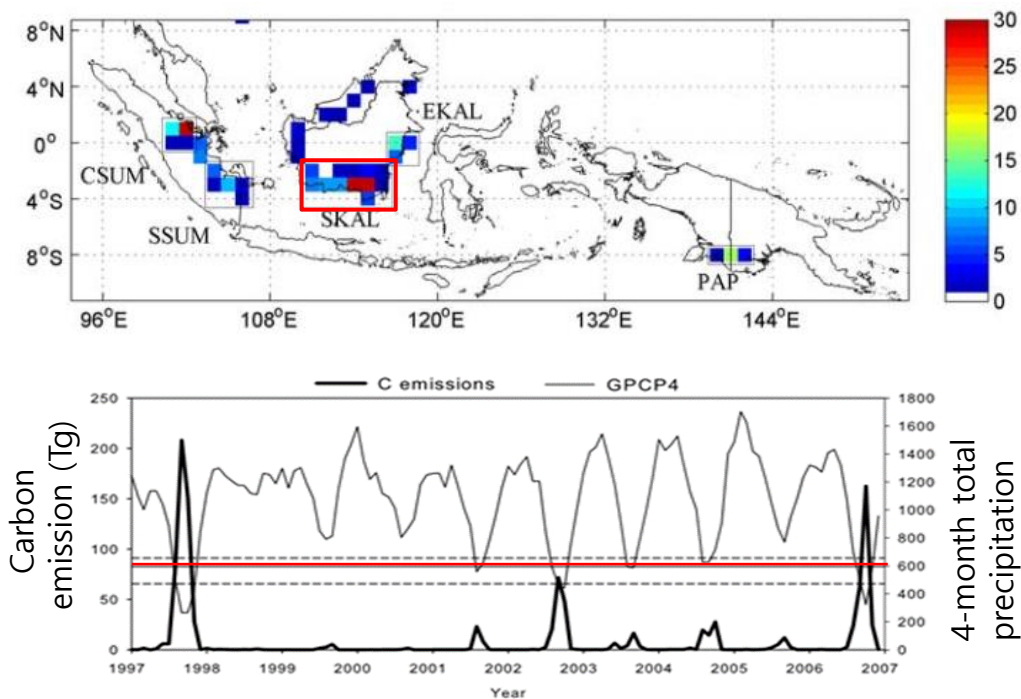 8°N
4°N
0°
4°S
8°S
96°E
108°E
120°E
132°E
144°E
CSUM
SSUM
SKAL
EKAL
PAP
30
25
20
15
10
5
0
C emissions
GPCP4
Carbon
emission (Tg)
250
200
150
100
50
0
1800
1600
1400
1200
1000
800
600
400
200
0
4-month total
precipitation
1997
1998
1999
2000
2001
2002
2003
2004
2005
2006
2007
Year